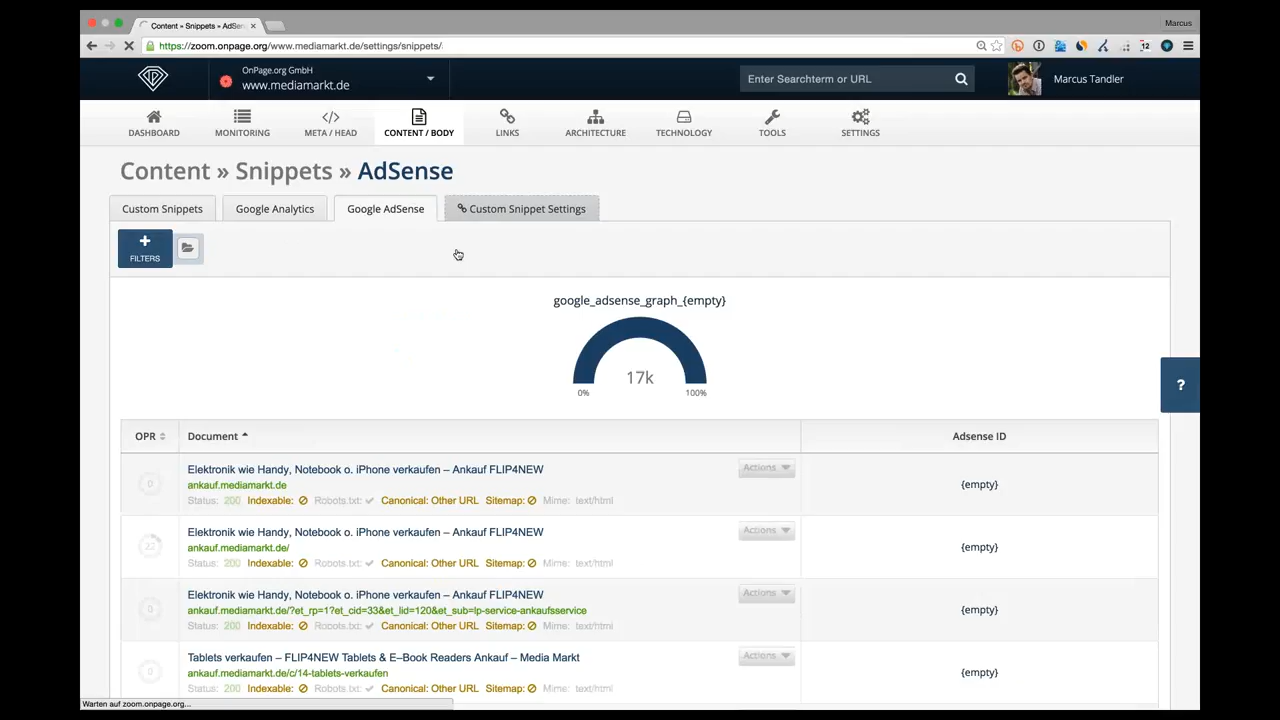 Content » Snippets » AdSen
Marcus
https://zoom.onpage.org/www.mediamarkt.de/settings/snippets/
12
OnPage.org GmbH
www.mediamarkt.de
Enter Searchterm or URL
Marcus Tandler
DASHBOARD
MONITORING
META / HEAD
CONTENT / BODY
LINKS
ARCHITECTURE
TECHNOLOGY
TOOLS
SETTINGS
Content » Snippets » AdSense
Custom Snippets
Google Analytics
Google AdSense
Custom Snippet Settings
+
FILTERS
google_adsense_graph_{empty}
17k
0%
100%
?
OPR
Document
Adsense ID
0
Elektronik wie Handy, Notebook o. iPhone verkaufen – Ankauf FLIP4NEW
Actions
ankauf.mediamarkt.de
{empty}
Status: 200 Indexable: Robots.txt: Canonical: Other URL Sitemap: Mime: text/html
Elektronik wie Handy, Notebook o. iPhone verkaufen – Ankauf FLIP4NEW
Actions
ankauf.mediamarkt.de/
{empty}
Status: 200 Indexable: Robots.txt: Canonical: Other URL Sitemap: Mime: text/html
Elektronik wie Handy, Notebook o. iPhone verkaufen – Ankauf FLIP4NEW
Actions
ankauf.mediamarkt.de/?et_rp=1?et_cid=33&et_lid=120&et_sub=lp-service-ankaufsservice
{empty}
Status: 200 Indexable: Robots.txt: Canonical: Other URL Sitemap: Mime: text/html
Tablets verkaufen – FLIP4NEW Tablets & E–Book Readers Ankauf – Media Markt
Actions
0
ankauf.mediamarkt.de/c/14-tablets-verkaufen
{empty}
Status: 200 Indexable: Robots.txt: Canonical: Other URL Sitemap: Mime: text/html
Warten auf zoom.onpage.org...